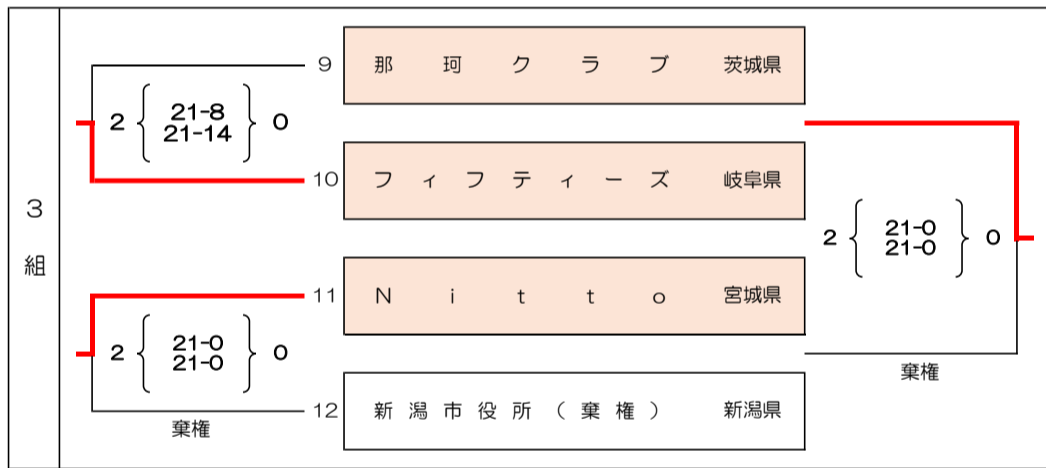 3組
9 那珂クラブ 茨城県
2 { 21-8 21-14 } 0
10 フィフティーズ 岐阜県
2 { 21-0 21-0 } 0
11 Nitto 宮城県
2 { 21-0 21-0 } 0
棄権
12 新潟市役所(棄権) 新潟県
棄権